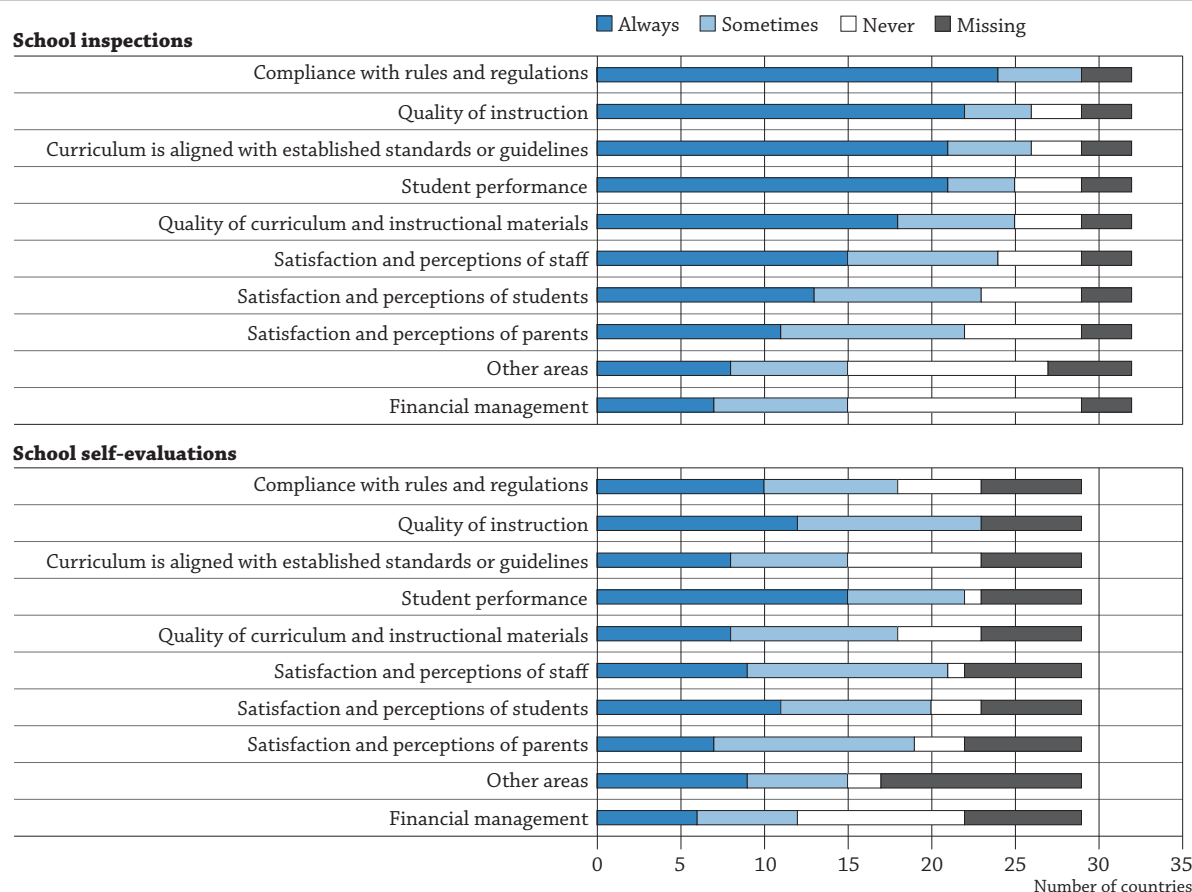 Always Sometimes Never Missing
School inspections
Compliance with rules and regulations
Quality of instruction
Curriculum is aligned with established standards or guidelines
Student performance
Quality of curriculum and instructional materials
Satisfaction and perceptions of staff
Satisfaction and perceptions of students
Satisfaction and perceptions of parents
Other areas
Financial management
School self-evaluations
Compliance with rules and regulations
Quality of instruction
Curriculum is aligned with established standards or guidelines
Student performance
Quality of curriculum and instructional materials
Satisfaction and perceptions of staff
Satisfaction and perceptions of students
Satisfaction and perceptions of parents
Other areas
Financial management
0 5 10 15 20 25 30 35
Number of countries